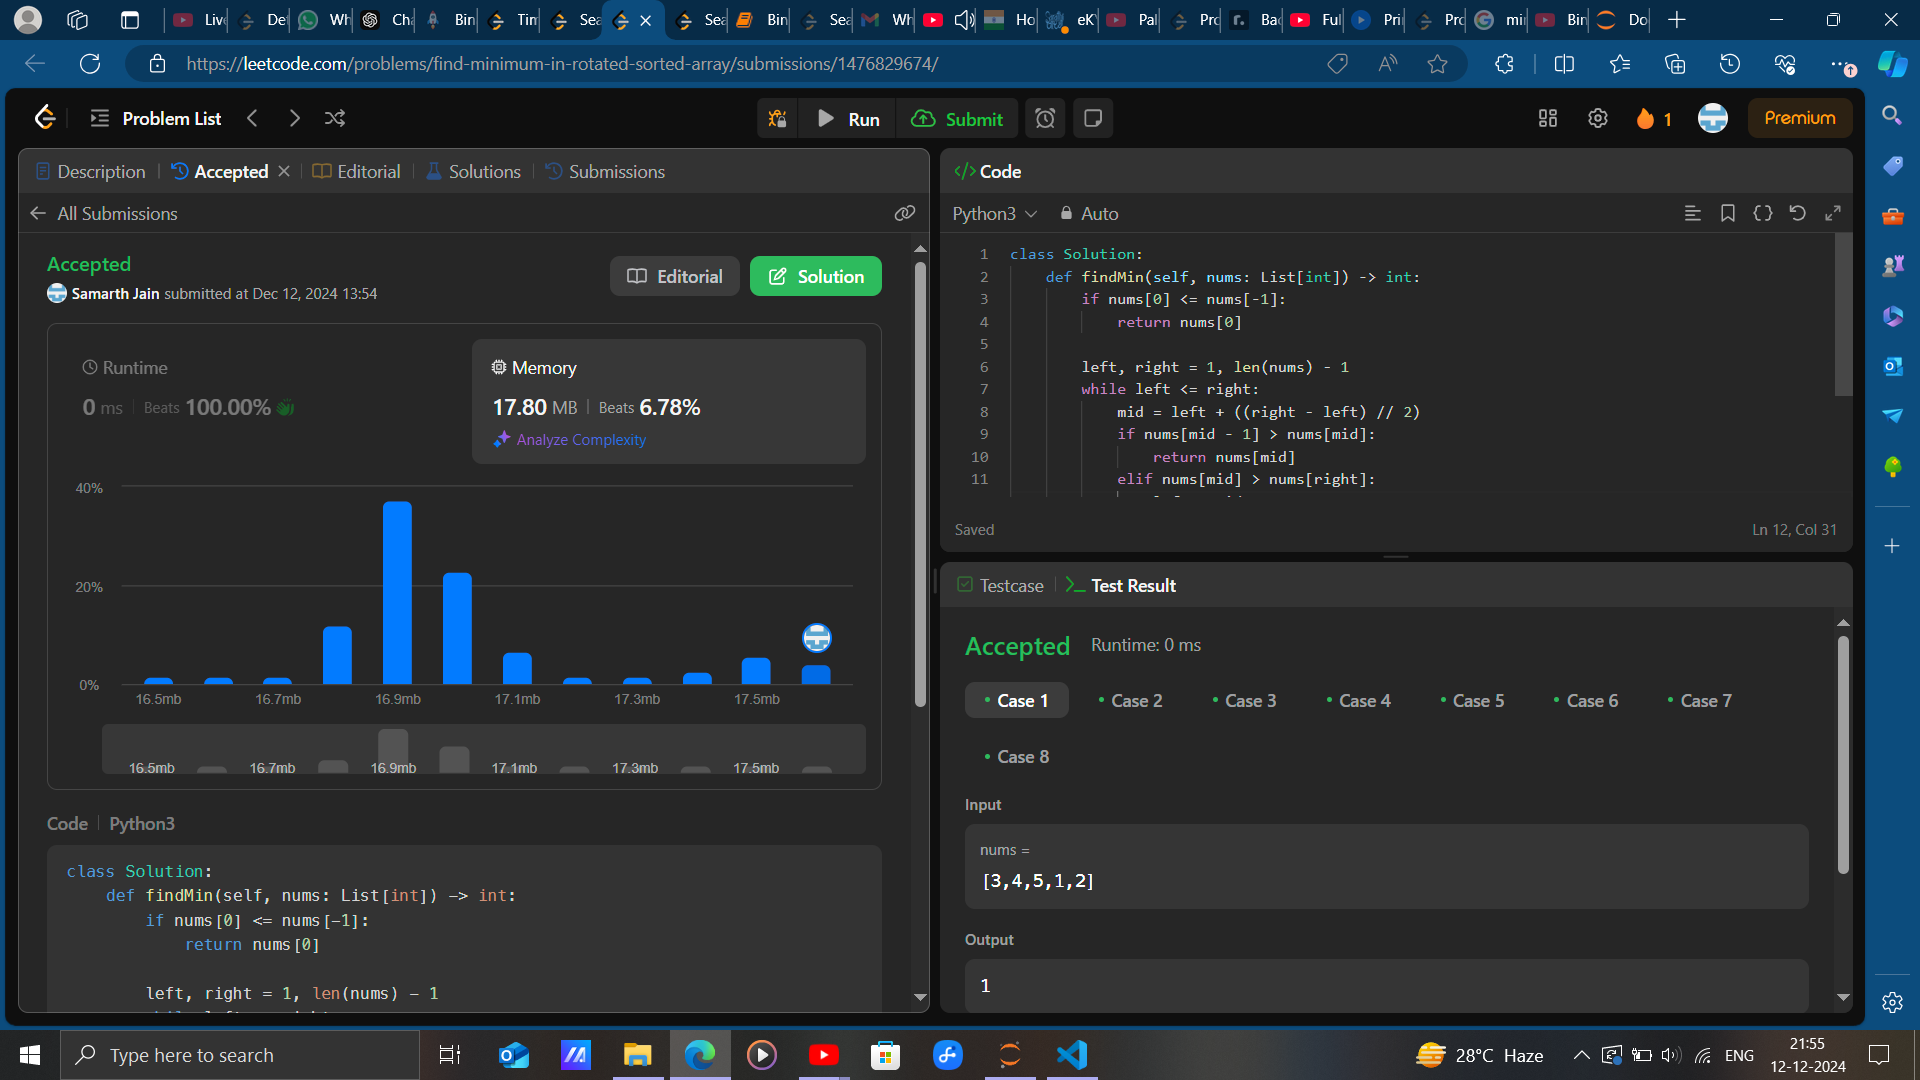 Live
Det
Wh
Cha
Bin
Tim
Sea
Sea
Bin
Sea
Wh
Ho
eKY
Pal
Pro
Bac
Ful
Pri
Pro
min
Bin
Do
https://leetcode.com/problems/find-minimum-in-rotated-sorted-array/submissions/1476829674/
Problem List
Run
Submit
1
Premium
Description
Accepted
Editorial
Solutions
Submissions
All Submissions
Accepted
Samarth Jain submitted at Dec 12, 2024 13:54
Editorial
Solution
Runtime
0 ms
Beats 100.00%
Memory
17.80 MB
Beats 6.78%
Analyze Complexity
40%
20%
0%
16.5mb
16.7mb
16.9mb
17.1mb
17.3mb
17.5mb
16.5mb
16.7mb
16.9mb
17.1mb
17.3mb
17.5mb
Code
Python3
class Solution:
def findMin(self, nums: List[int]) -> int:
if nums[0] <= nums[-1]:
return nums[0]
left, right = 1, len(nums) - 1
Code
Python3
Auto
1 class Solution:
2 def findMin(self, nums: List[int]) -> int:
3 if nums[0] <= nums[-1]:
4 return nums[0]
5
6 left, right = 1, len(nums) - 1
7 while left <= right:
8 mid = left + ((right - left) // 2)
9 if nums[mid - 1] > nums[mid]:
10 return nums[mid]
11 elif nums[mid] > nums[right]:
Saved
Ln 12, Col 31
Testcase
Test Result
Accepted
Runtime: 0 ms
Case 1
Case 2
Case 3
Case 4
Case 5
Case 6
Case 7
Case 8
Input
nums =
[3,4,5,1,2]
Output
1
Type here to search
28°C Haze
ENG
21:55
12-12-2024